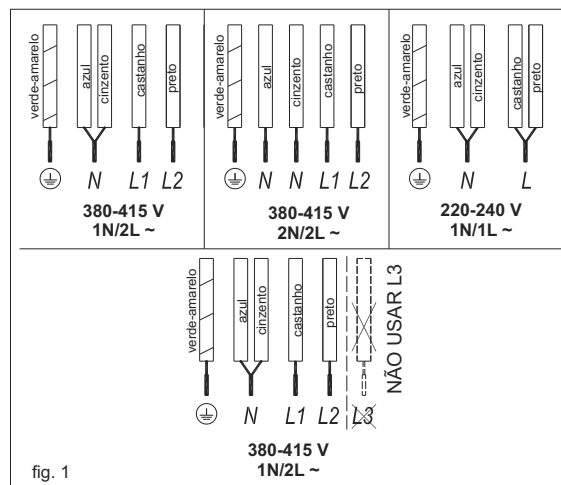 verde-amarelo azul cinzento castanho preto
N L1 L2
380-415 V
1N/2L ~
verde-amarelo azul cinzento castanho preto
N N L1 L2
380-415 V
2N/2L ~
verde-amarelo azul cinzento castanho preto
N L
220-240 V
1N/1L ~
verde-amarelo azul cinzento castanho preto
NÃO USAR L3
N L1 L2 L3
380-415 V
1N/2L ~
fig. 1